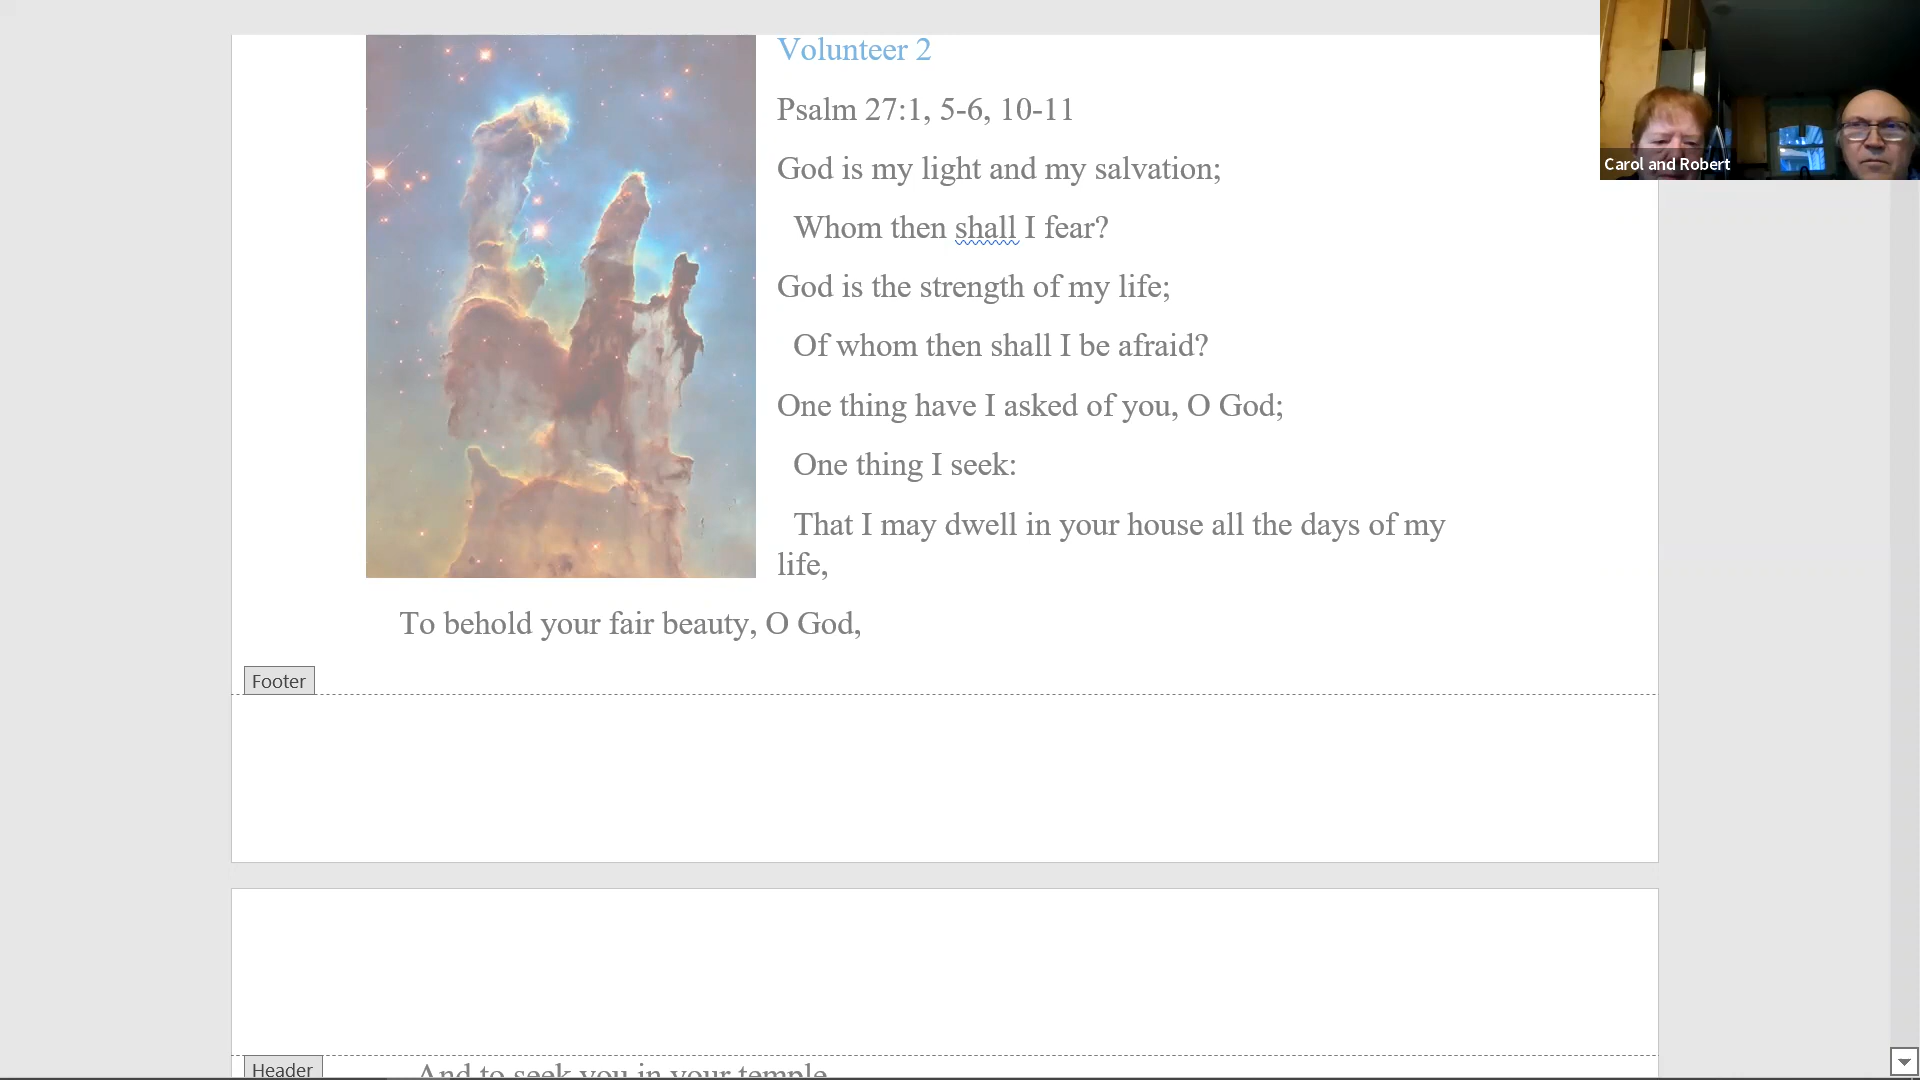 Volunteer 2
Psalm 27:1, 5-6, 10-11
God is my light and my salvation;
Whom then shall I fear?
God is the strength of my life;
Of whom then shall I be afraid?
One thing have I asked of you, O God;
One thing I seek:
That I may dwell in your house all the days of my
life,
To behold your fair beauty, O God,
Footer
Header
And to seek you in your temple
Carol and Robert